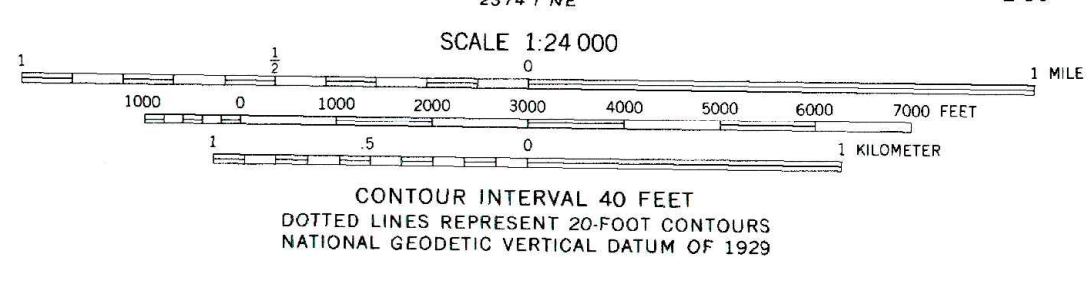 2374 I NE
SCALE 1:24 000
1 1/2 0 1 MILE
1000 0 1000 2000 3000 4000 5000 6000 7000 FEET
1 .5 0 1 KILOMETER
CONTOUR INTERVAL 40 FEET
DOTTED LINES REPRESENT 20-FOOT CONTOURS
NATIONAL GEODETIC VERTICAL DATUM OF 1929